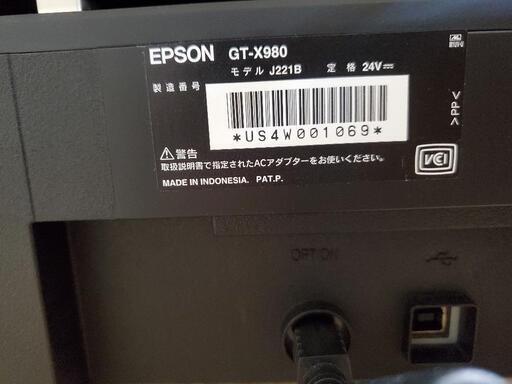 EPSON GT-X980
モデル J221B 定格 24V⎓
製造番号
*US4W001069*
⚠警告
取扱説明書で指定されたACアダプターをお使いください。
MADE IN INDONESIA. PAT.P.
>PP<
VCCI
OPTION